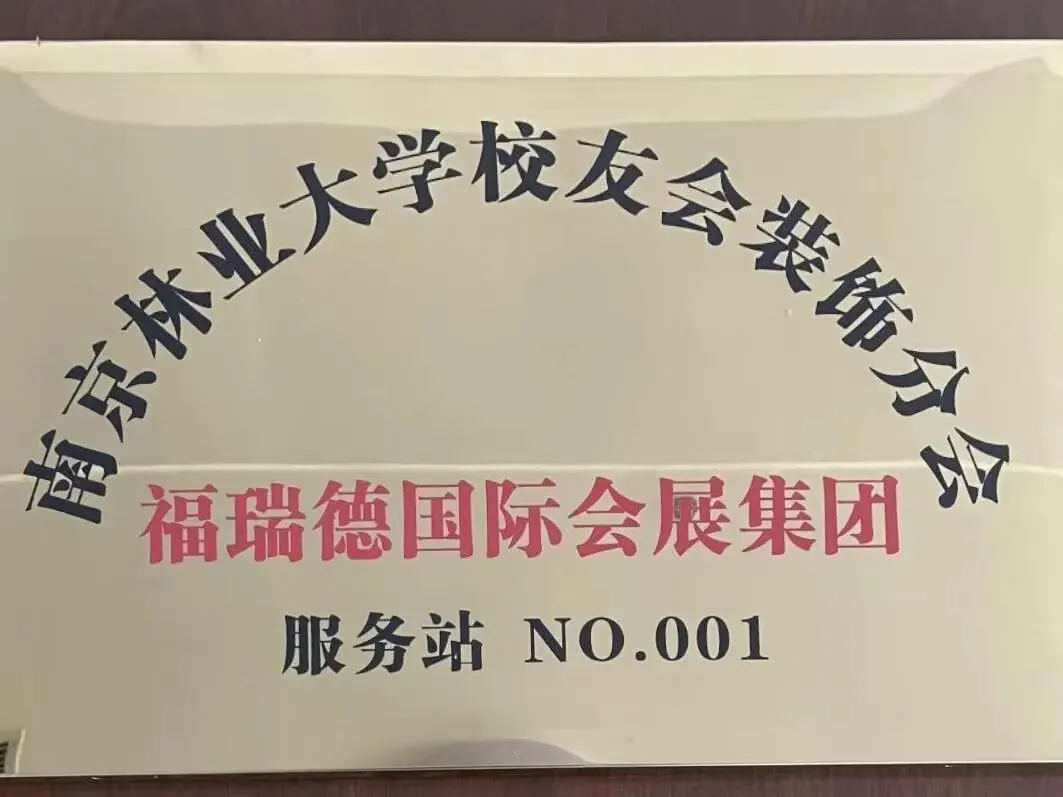 南京林业大学校友会装饰分会
福瑞德国际会展集团
服务站 NO.001